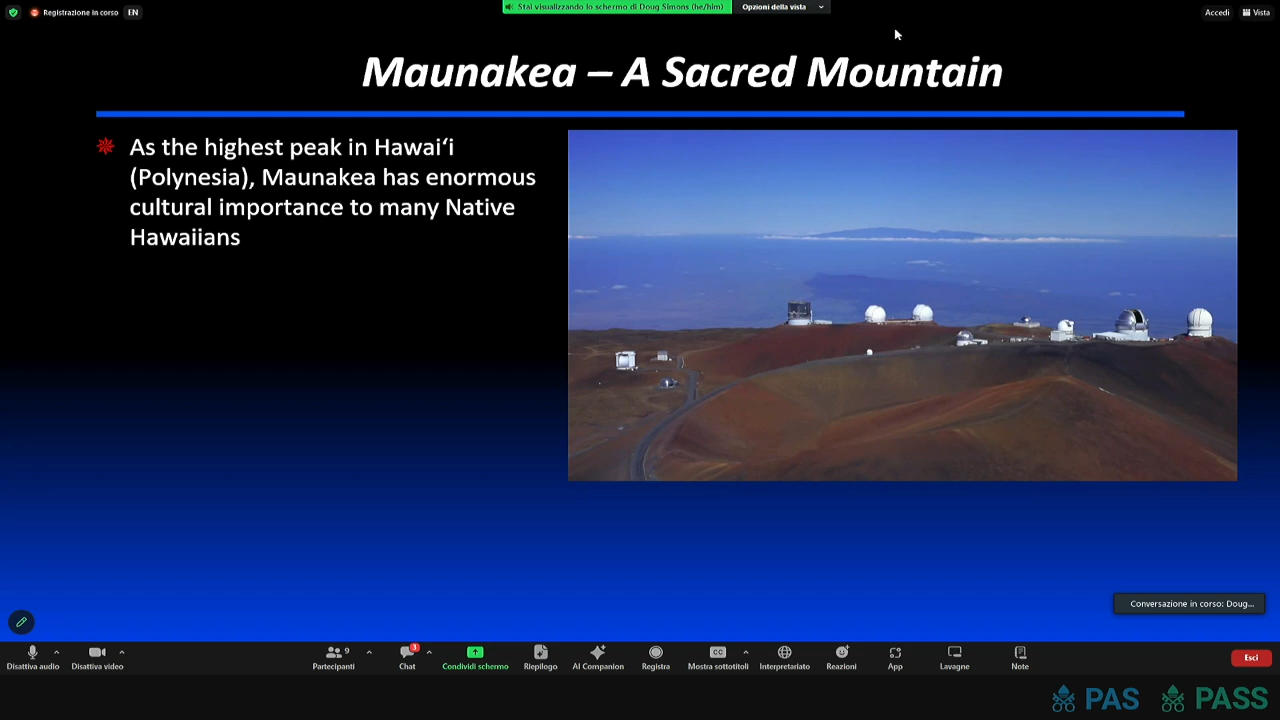 Registrazione in corso EN
Stai visualizzando lo schermo di Doug Simons (he/him)
Opzioni della vista
Accedi
Vista
Maunakea – A Sacred Mountain
As the highest peak in Hawai‘i
(Polynesia), Maunakea has enormous
cultural importance to many Native
Hawaiians
Conversazione in corso: Doug...
9
3
Disattiva audio
Disattiva video
Partecipanti
Chat
Condividi schermo
Riepilogo
AI Companion
Registra
CC
Mostra sottotitoli
Interpretariato
Reazioni
App
Lavagne
Note
Esci
PAS PASS